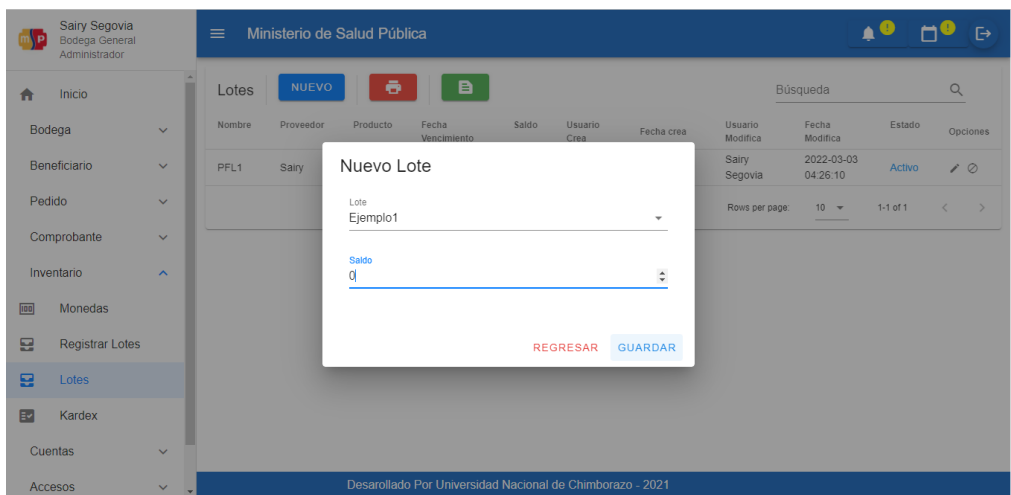 Sairy Segovia
Bodega General
Administrador
Ministerio de Salud Pública
Inicio
Bodega
Beneficiario
Pedido
Comprobante
Inventario
Monedas
Registrar Lotes
Lotes
Kardex
Cuentas
Accesos
Lotes NUEVO Búsqueda
Nombre Proveedor Producto Fecha Vencimiento Saldo Usuario Crea Fecha crea Usuario Modifica Fecha Modifica Estado Opciones
PFL1 Sairy Sairy Segovia 2022-03-03 04:26:10 Activo
Rows per page: 10 1-1 of 1
Nuevo Lote
Lote
Ejemplo1
Saldo
0
REGRESAR GUARDAR
Desarollado Por Universidad Nacional de Chimborazo - 2021